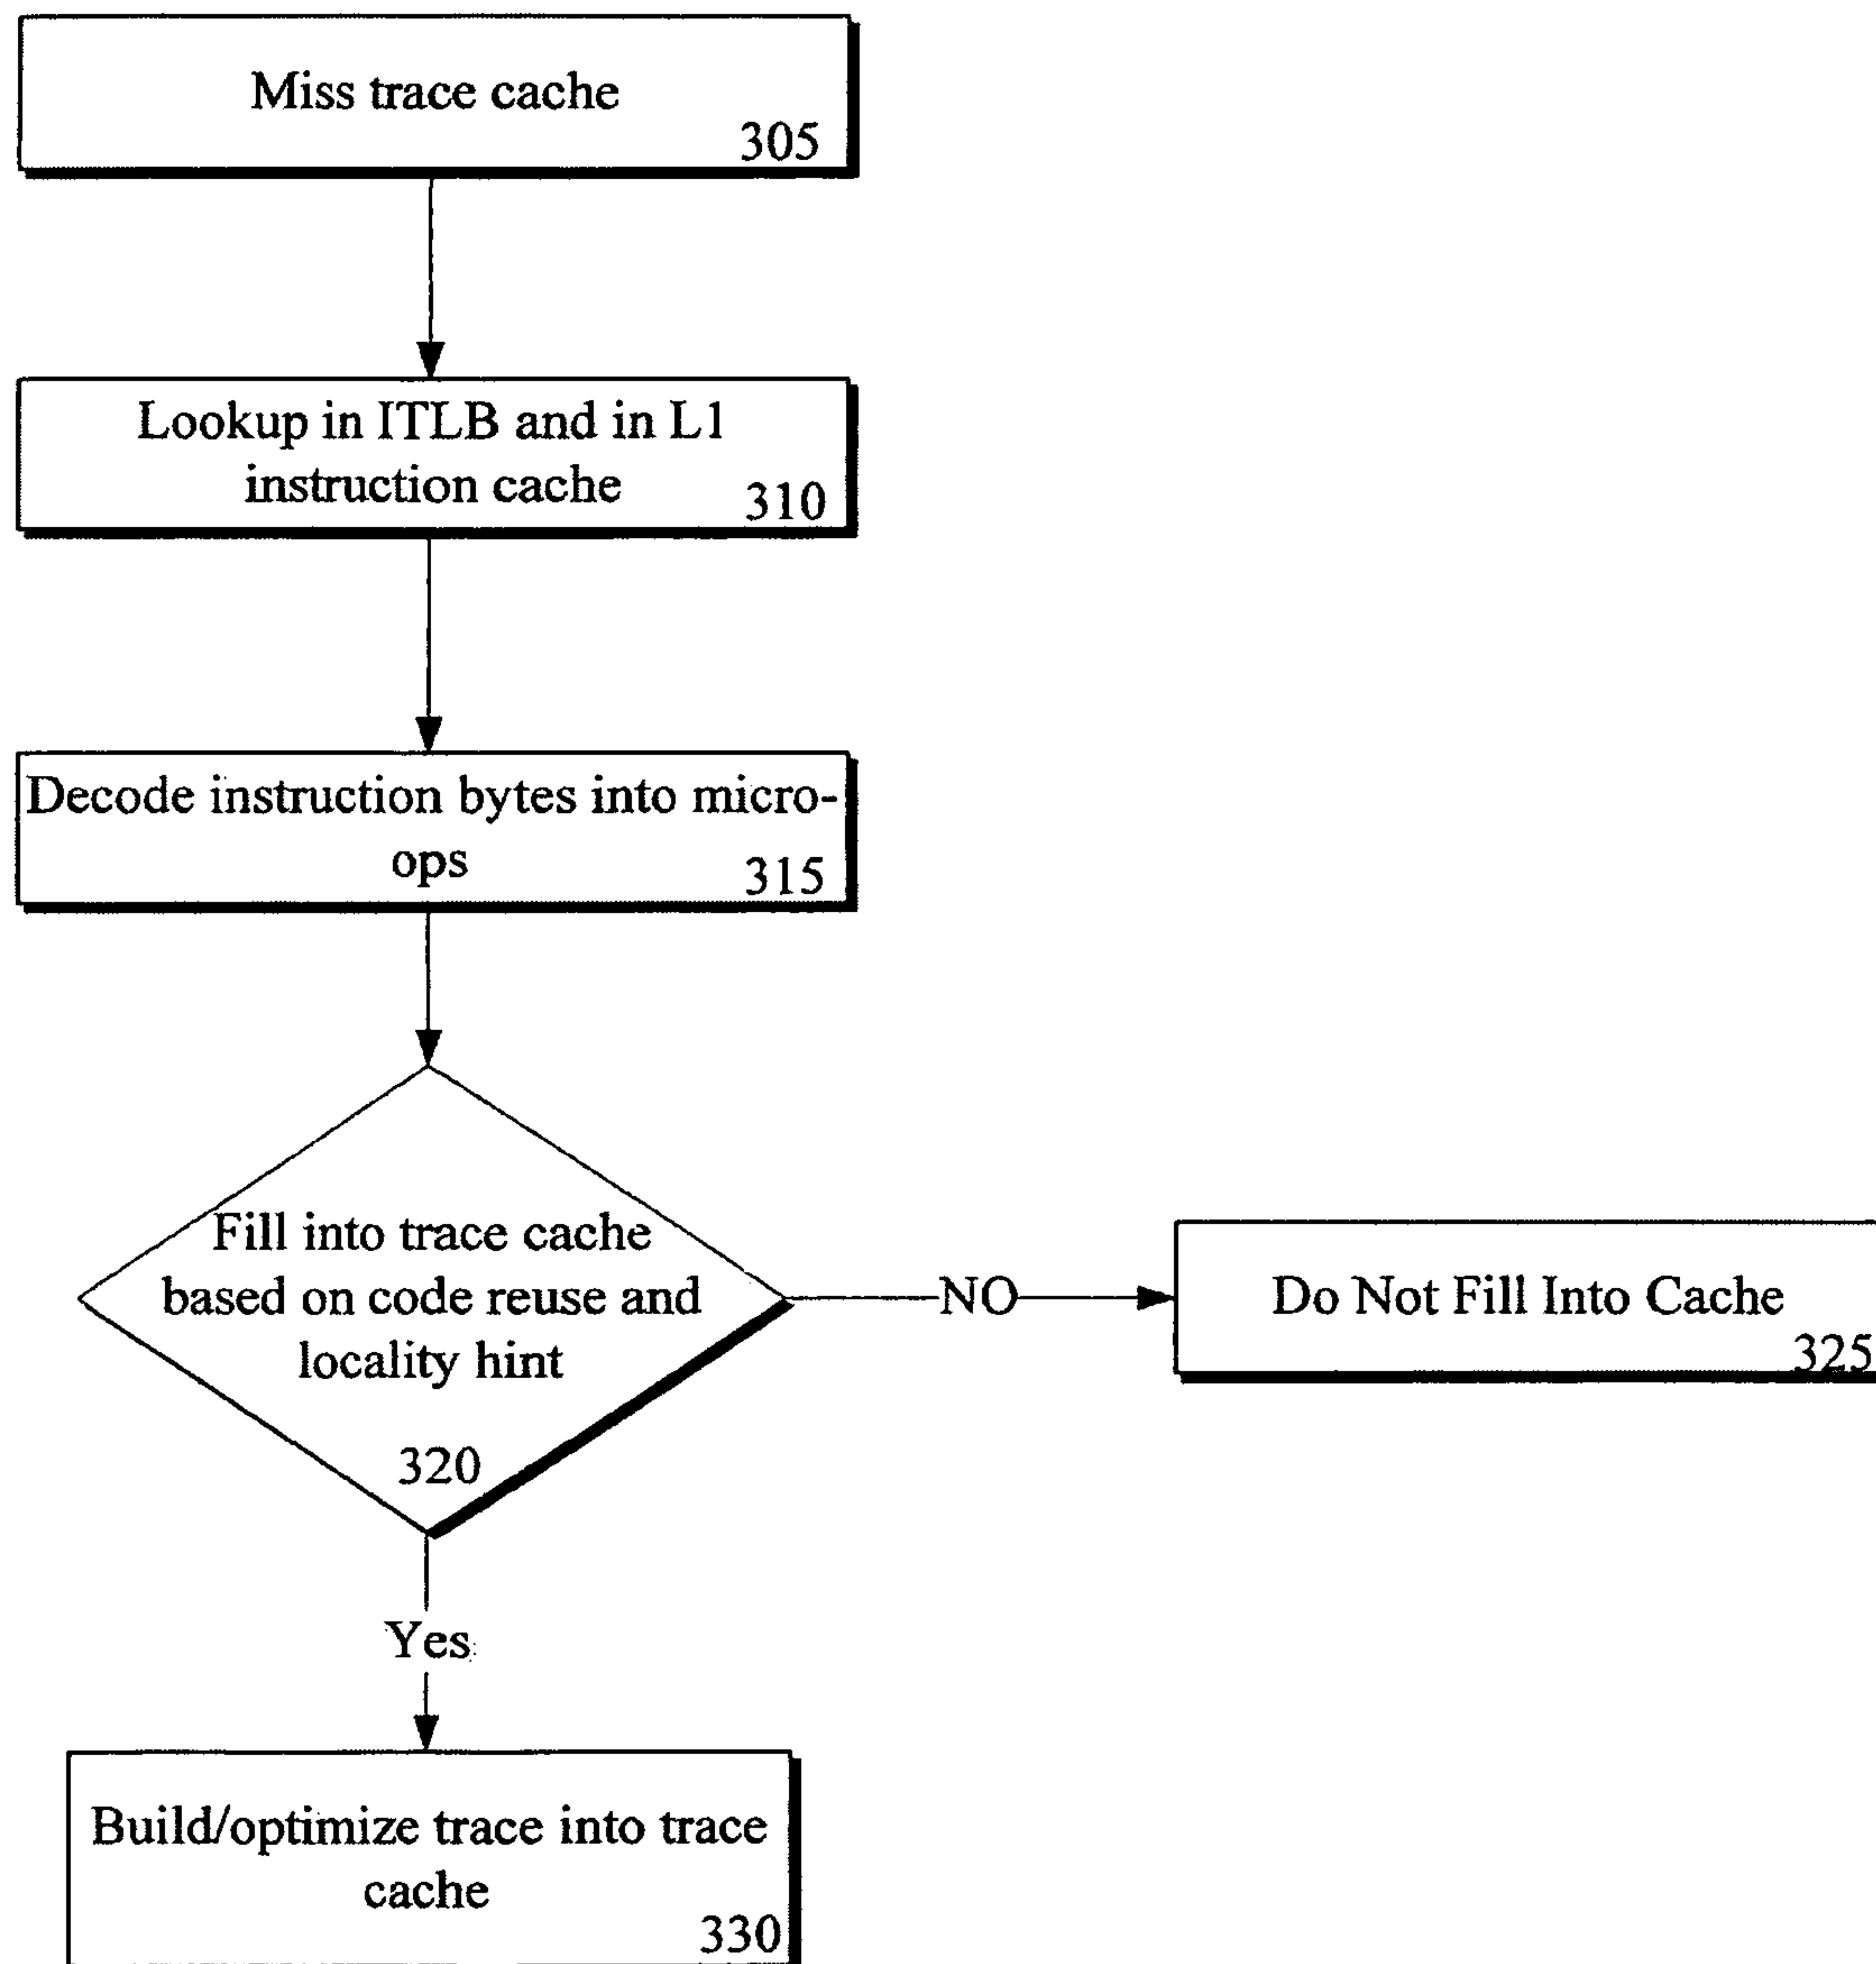 Miss trace cache
305
Lookup in ITLB and in L1
instruction cache
310
Decode instruction bytes into micro-
ops
315
Fill into trace cache
based on code reuse and
locality hint
320
NO
Do Not Fill Into Cache
325
Yes
Build/optimize trace into trace
cache
330